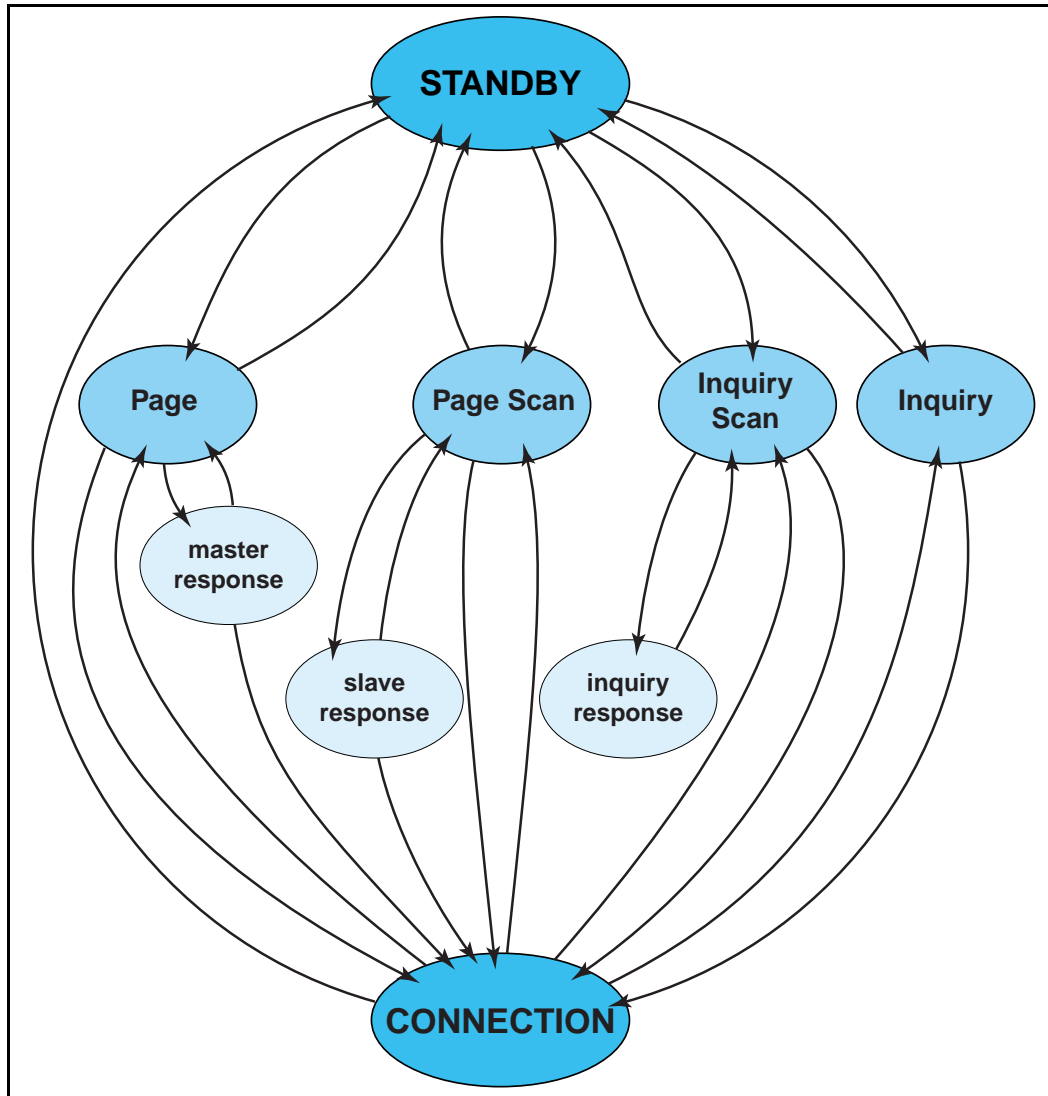 STANDBY
Page
Page Scan
Inquiry
Scan
Inquiry
master
response
slave
response
inquiry
response
CONNECTION